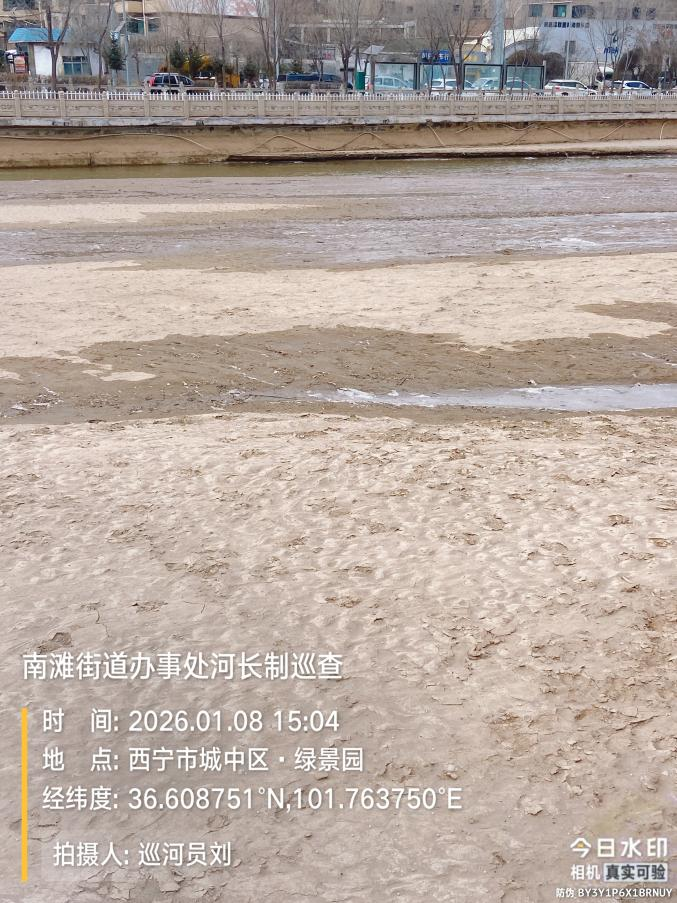 南滩街道办事处河长制巡查
时 间: 2026.01.08 15:04
地 点: 西宁市城中区·绿景园
经纬度: 36.608751°N,101.763750°E
拍摄人: 巡河员刘
今日水印
相机 真实可验
防伪 BY3Y1P6X1BRNUY